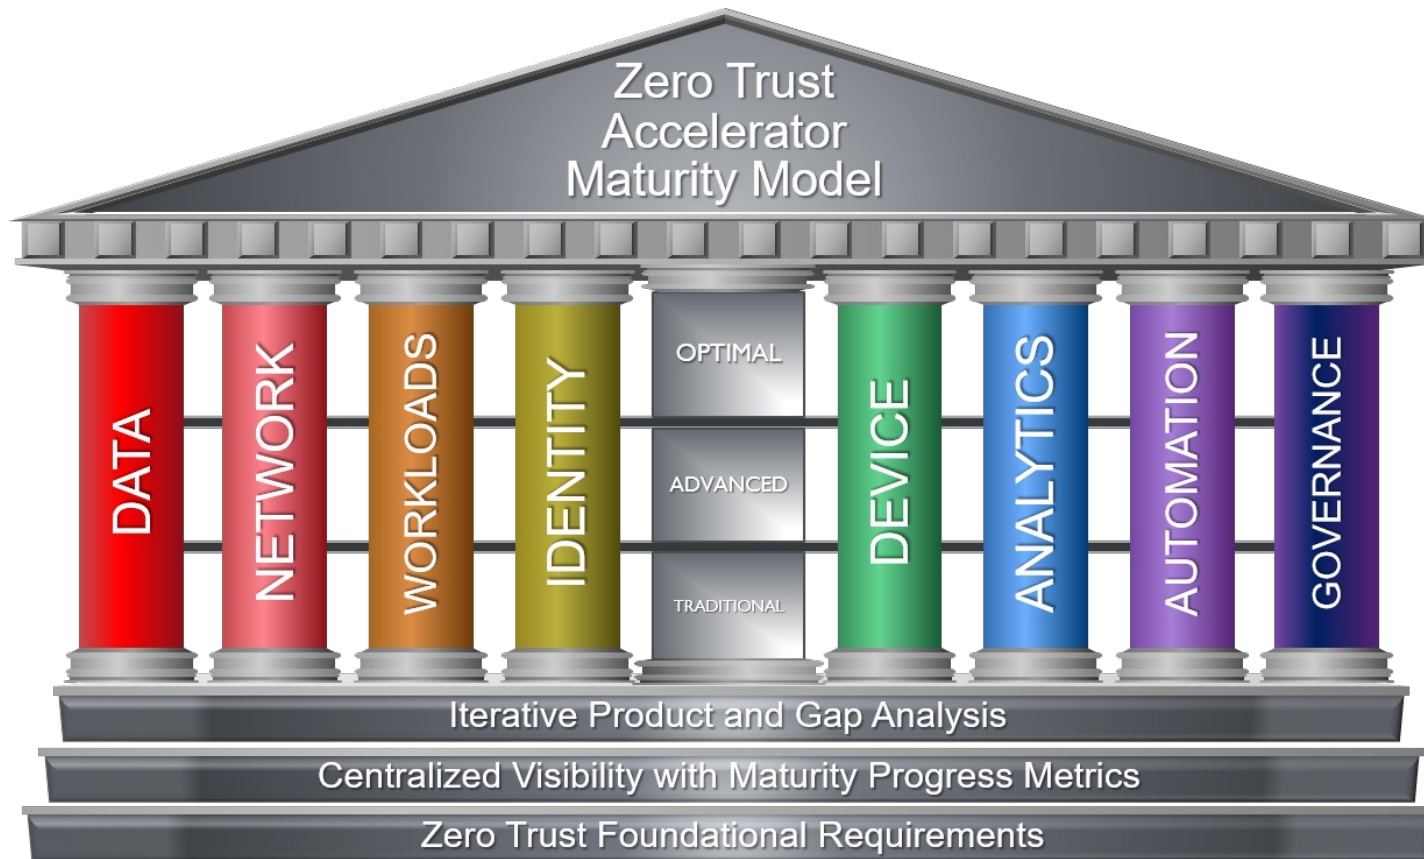 Zero Trust
Accelerator
Maturity Model
DATA
NETWORK
WORKLOADS
IDENTITY
OPTIMAL
ADVANCED
TRADITIONAL
DEVICE
ANALYTICS
AUTOMATION
GOVERNANCE
Iterative Product and Gap Analysis
Centralized Visibility with Maturity Progress Metrics
Zero Trust Foundational Requirements